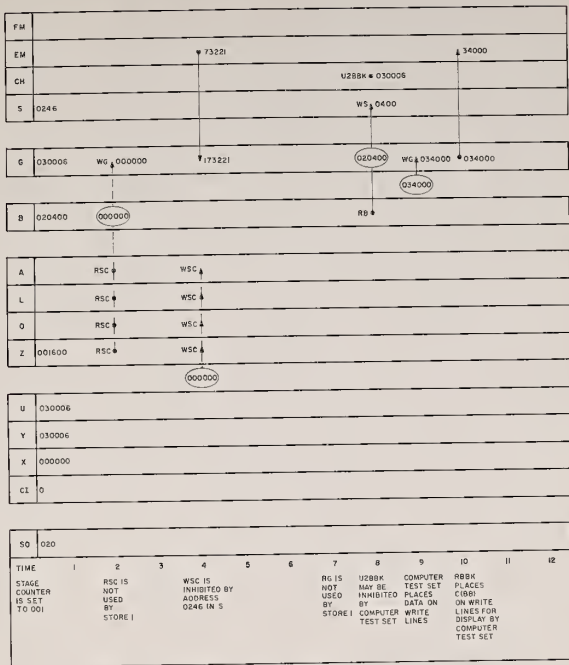 FM
EM 73221 34000
CH U2BBK 030006
S 0246 WS 0400
G 030006 WG 000000 173221 020400 WG 034000 034000
034000
B 020400 000000 RB
A RSC WSC
L RSC WSC
Q RSC WSC
Z 001600 RSC WSC
000000
U 030006
Y 030006
X 000000
CI 0
SQ 020
TIME 1 2 3 4 5 6 7 8 9 10 11 12
STAGE RSC IS WSC IS RG IS U2BBK COMPUTER RBBK
COUNTER NOT INHIBITED BY NOT MAY BE TEST SET PLACES
IS SET USED ADDRESS USED INHIBITED PLACES C(BB)
TO 001 BY 0246 IN S BY BY DATA ON ON WRITE
STORE I STORE I COMPUTER WRITE LINES FOR
TEST SET LINES DISPLAY BY
COMPUTER
TEST SET